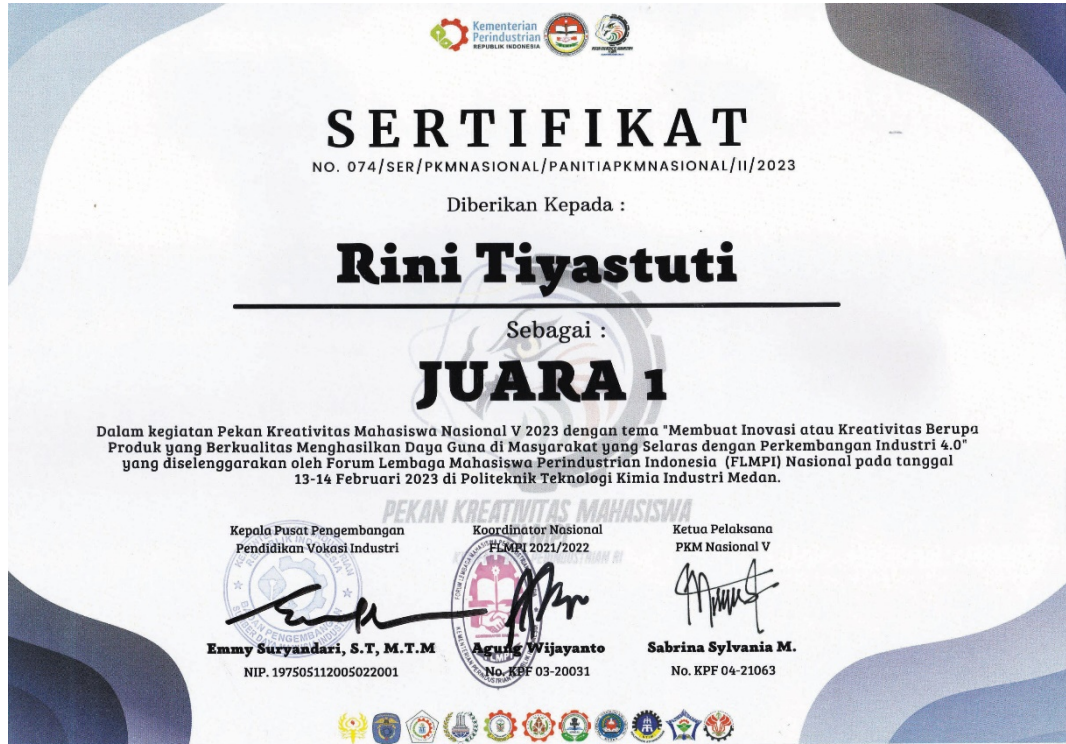 Kementerian
Perindustrian
REPUBLIK INDONESIA
SERTIFIKAT
NO. 074/SER/PKMNASIONAL/PANITIAPKMNASIONAL/II/2023
Diberikan Kepada :
Rini Tiyastuti
Sebagai :
JUARA 1
Dalam kegiatan Pekan Kreativitas Mahasiswa Nasional V 2023 dengan tema "Membuat Inovasi atau Kreativitas Berupa
Produk yang Berkualitas Menghasilkan Daya Guna di Masyarakat yang Selaras dengan Perkembangan Industri 4.0"
yang diselenggarakan oleh Forum Lembaga Mahasiswa Perindustrian Indonesia (FLMPI) Nasional pada tanggal
13-14 Februari 2023 di Politeknik Teknologi Kimia Industri Medan.
PEKAN KREATIVITAS MAHASISWA
Kepala Pusat Pengembangan
Pendidikan Vokasi Industri
Koordinator Nasional
FLMPI 2021/2022
Ketua Pelaksana
PKM Nasional V
Emmy Suryandari, S.T, M.T.M
NIP. 197505112005022001
Agung Wijayanto
No. KPF 03-20031
Sabrina Sylvania M.
No. KPF 04-21063